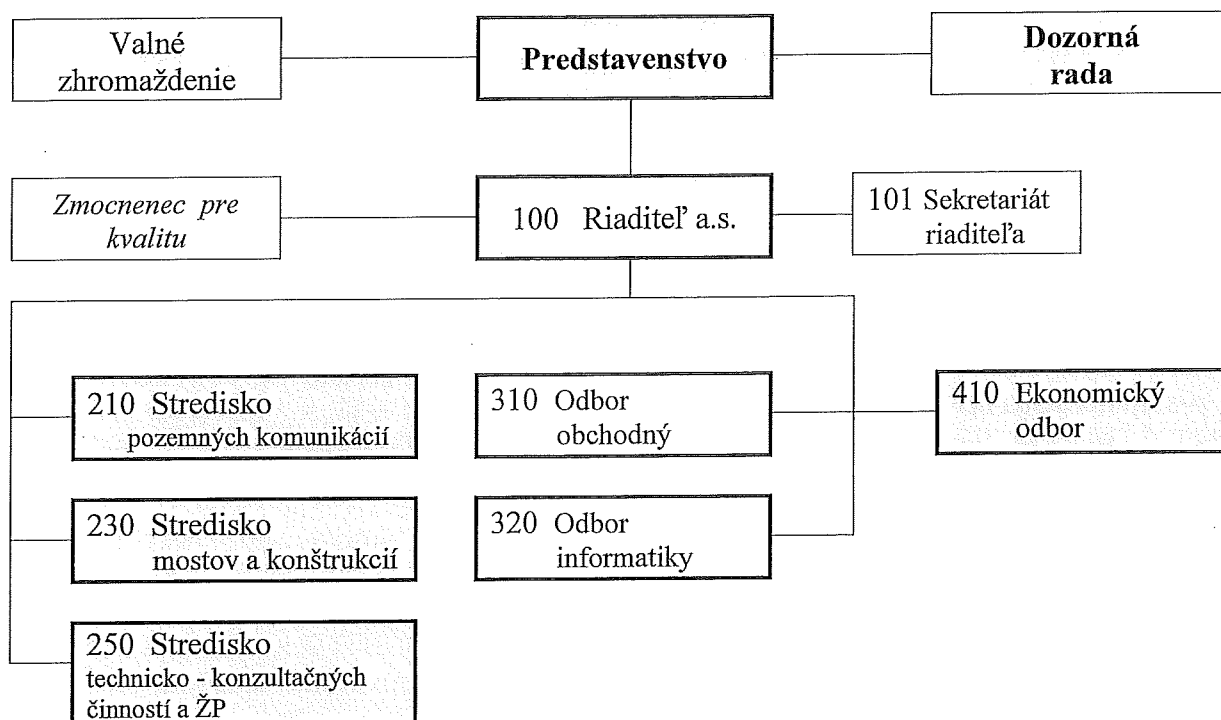 Valné
zhromaždenie
Predstavenstvo
Dozorná
rada
Zmocnenec pre
kvalitu
100 Riaditeľ a.s.
101 Sekretariát
riaditeľa
210 Stredisko
pozemných komunikácií
310 Odbor
obchodný
410 Ekonomický
odbor
230 Stredisko
mostov a konštrukcií
320 Odbor
informatiky
250 Stredisko
technicko - konzultačných
činností a ŽP